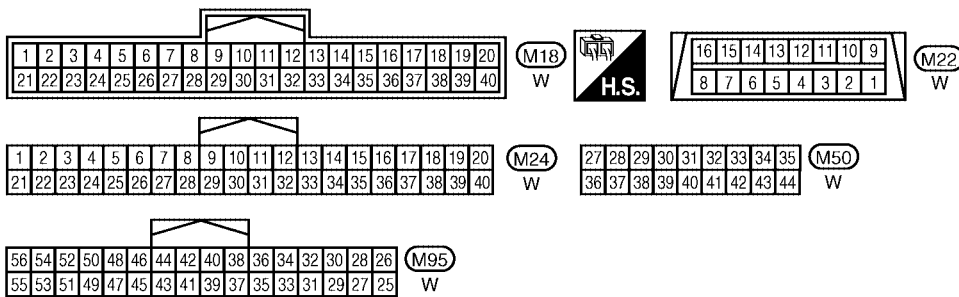 1 2 3 4 5 6 7 8 9 10 11 12 13 14 15 16 17 18 19 20 M18
21 22 23 24 25 26 27 28 29 30 31 32 33 34 35 36 37 38 39 40 W
H.S.
16 15 14 13 12 11 10 9 M22
8 7 6 5 4 3 2 1 W
1 2 3 4 5 6 7 8 9 10 11 12 13 14 15 16 17 18 19 20 M24
21 22 23 24 25 26 27 28 29 30 31 32 33 34 35 36 37 38 39 40 W
27 28 29 30 31 32 33 34 35 M50
36 37 38 39 40 41 42 43 44 W
56 54 52 50 48 46 44 42 40 38 36 34 32 30 28 26 M95
55 53 51 49 47 45 43 41 39 37 35 33 31 29 27 25 W